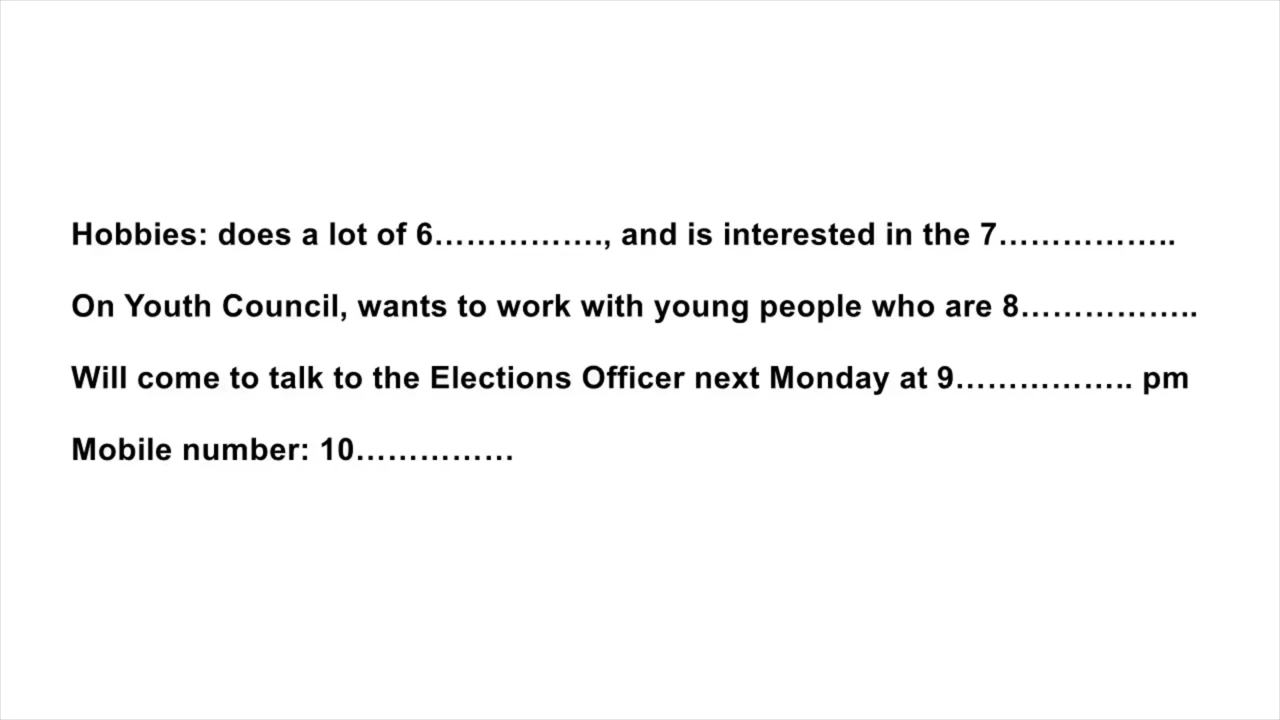 Hobbies: does a lot of 6……………., and is interested in the 7……………..
On Youth Council, wants to work with young people who are 8……………..
Will come to talk to the Elections Officer next Monday at 9…………….. pm
Mobile number: 10……………